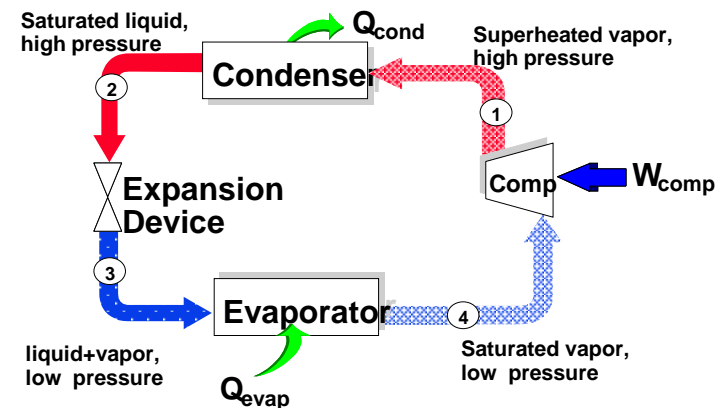 Saturated liquid,
high pressure
Qcond
Superheated vapor,
high pressure
Condenser
2
1
Expansion
Device
Comp
Wcomp
3
Evaporator
4
liquid+vapor,
low pressure
Qevap
Saturated vapor,
low pressure